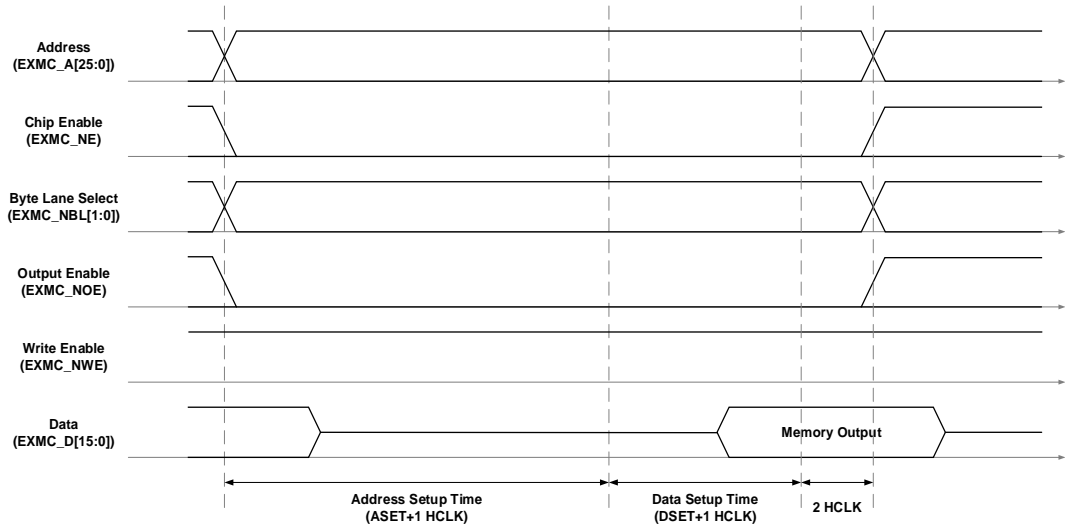 Address
(EXMC_A[25:0])
Chip Enable
(EXMC_NE)
Byte Lane Select
(EXMC_NBL[1:0])
Output Enable
(EXMC_NOE)
Write Enable
(EXMC_NWE)
Data
(EXMC_D[15:0])
Memory Output
Address Setup Time
(ASET+1 HCLK)
Data Setup Time
(DSET+1 HCLK)
2 HCLK